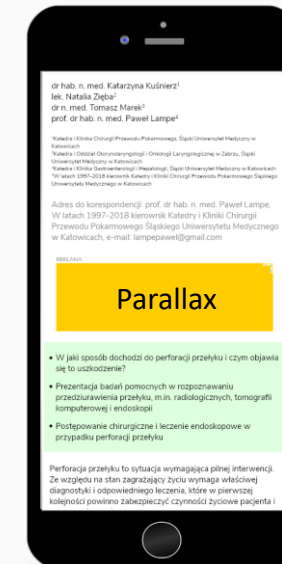 dr hab. n. med. Katarzyna Kuśnierz¹
lek. Natalia Zięba²
dr n. med. Tomasz Marek³
prof. dr hab. n. med. Paweł Lampe⁴
¹Katedra i Klinika Chirurgii Przewodu Pokarmowego, Śląski Uniwersytet Medyczny w
Katowicach
²Katedra i Oddział Otorynolaryngologii i Onkologii Laryngologicznej w Zabrzu, Śląski
Uniwersytet Medyczny w Katowicach
³Katedra i Klinika Gastroenterologii i Hepatologii, Śląski Uniwersytet Medyczny w Katowicach
⁴W latach 1997-2018 kierownik Katedry i Kliniki Chirurgii Przewodu Pokarmowego Śląskiego
Uniwersytetu Medycznego w Katowicach
Adres do korespondencji: prof. dr hab. n. med. Paweł Lampe,
W latach 1997-2018 kierownik Katedry i Kliniki Chirurgii
Przewodu Pokarmowego Śląskiego Uniwersytetu Medycznego
w Katowicach, e-mail: lampepawel@gmail.com
REKLAMA
Parallax
• W jaki sposób dochodzi do perforacji przełyku i czym objawia
się to uszkodzenie?
• Prezentacja badań pomocnych w rozpoznawaniu
przedziurawienia przełyku, m.in. radiologicznych, tomografii
komputerowej i endoskopii
• Postępowanie chirurgiczne i leczenie endoskopowe w
przypadku perforacji przełyku
Perforacja przełyku to sytuacja wymagająca pilnej interwencji.
Ze względu na stan zagrażający życiu wymaga właściwej
diagnostyki i odpowiedniego leczenia, które w pierwszej
kolejności powinno zabezpieczyć czynności życiowe pacjenta i